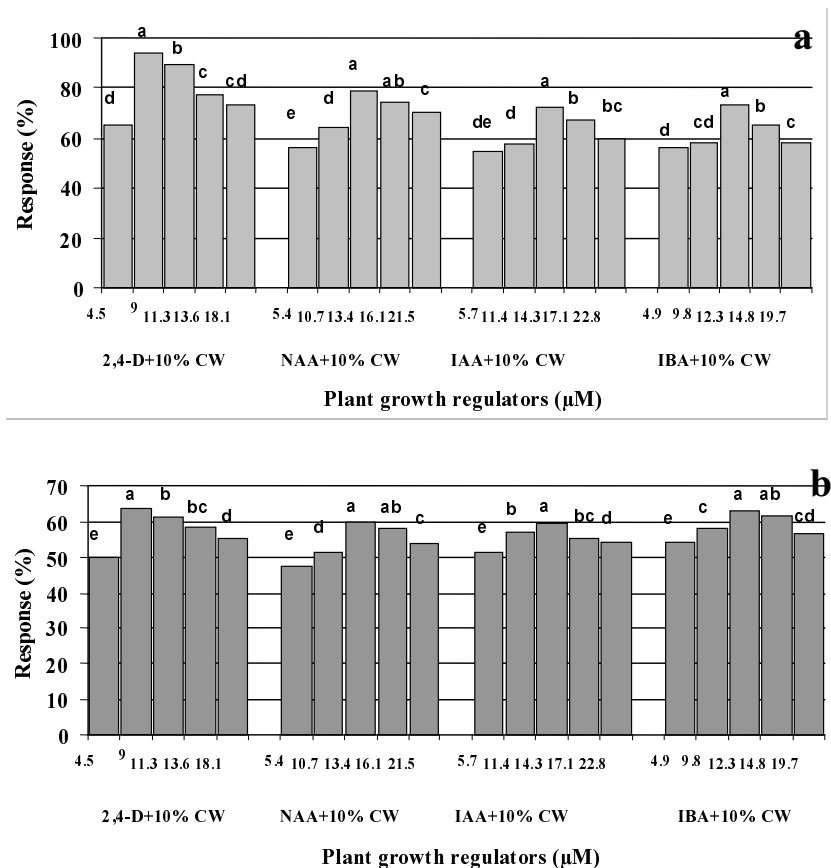 a
100
80
60
40
20
0
Response (%)
d a b c cd
e d a ab c
de d a b bc
d cd a b c
4.5 9 11.3 13.6 18.1 5.4 10.7 13.4 16.1 21.5 5.7 11.4 14.3 17.1 22.8 4.9 9.8 12.3 14.8 19.7
2,4-D+10% CW NAA+10% CW IAA+10% CW IBA+10% CW
Plant growth regulators (µM)
b
70
60
50
40
30
20
10
0
Response (%)
e a b bc d
e d a ab c
e b a bc d
e c a ab cd
4.5 9 11.3 13.6 18.1 5.4 10.7 13.4 16.1 21.5 5.7 11.4 14.3 17.1 22.8 4.9 9.8 12.3 14.8 19.7
2,4-D+10% CW NAA+10% CW IAA+10% CW IBA+10% CW
Plant growth regulators (µM)